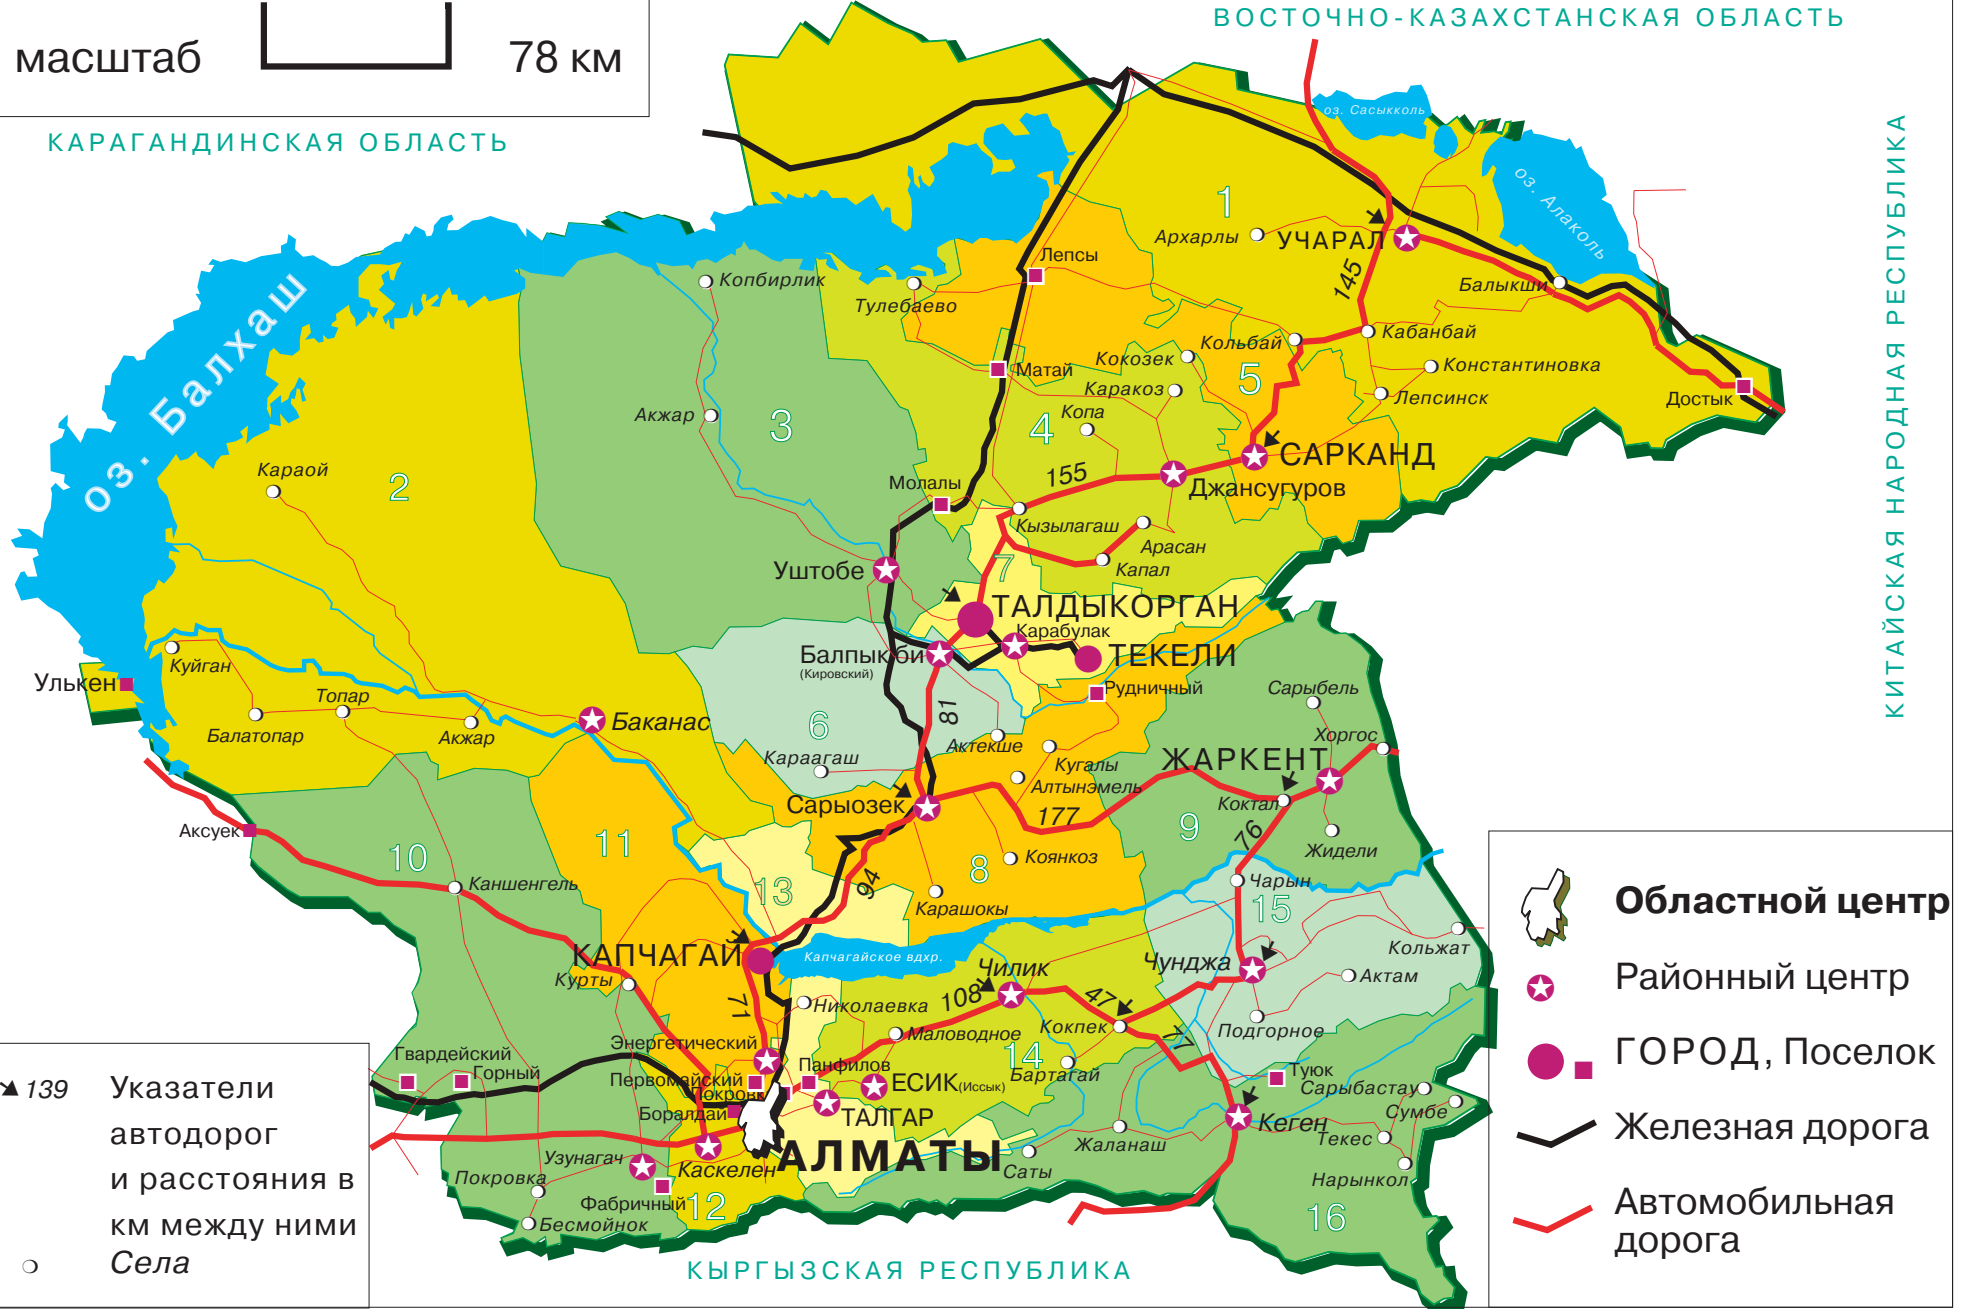 ВОСТОЧНО-КАЗАХСТАНСКАЯ ОБЛАСТЬ
масштаб 78 км
КАРАГАНДИНСКАЯ ОБЛАСТЬ
КИТАЙСКАЯ НАРОДНАЯ РЕСПУБЛИКА
оз. Сасыкколь
оз. Алаколь
оз. Балхаш
1
Архарлы
УЧАРАЛ
145
Лепсы
Балыкши
Копбирлик
Тулебаево
Кольбай
Кабанбай
Кокозек
Матай
5
Константиновка
Каракоз
Лепсинск
Достык
Акжар
3
Копа
4
САРКАНД
Караой
2
155
Молалы
Джансугуров
Кызылагаш
Арасан
Капал
Уштобе
7
ТАЛДЫКОРГАН
Карабулак
Балпык би
(Кировский)
ТЕКЕЛИ
Рудничный
Куйган
Улькен
Топар
Сарыбель
Балатопар
Акжар
Баканас
6
81
Актекше
Хоргос
Караагаш
Кугалы
ЖАРКЕНТ
Алтынэмель
Сарыозек
177
Коктал
Аксуек
10
11
9
76
Жидели
Коянкоз
8
Каншенгель
13
94
Чарын
Карашокы
15
КАПЧАГАЙ
Капчагайское вдхр.
Кольжат
Чунджа
Актам
Курты
Чилик
71
Николаевка
108
47
Маловодное
Кокпек
Подгорное
77
Энергетический
14
Гвардейский
Горный
Панфилов
Бартагай
Туюк
Первомайский
ЕСИК(Иссык)
Сарыбастау
Боралдай
ТАЛГАР
Сумбе
Кеген
Текес
Жаланаш
АЛМАТЫ
Узунагач
Каскелен
Саты
Покровка
Нарынкол
Фабричный
12
Бесмойнок
16
КЫРГЫЗСКАЯ РЕСПУБЛИКА
139 Указатели
автодорог
и расстояния в
км между ними
Села
Областной центр
Районный центр
ГОРОД, Поселок
Железная дорога
Автомобильная
дорога